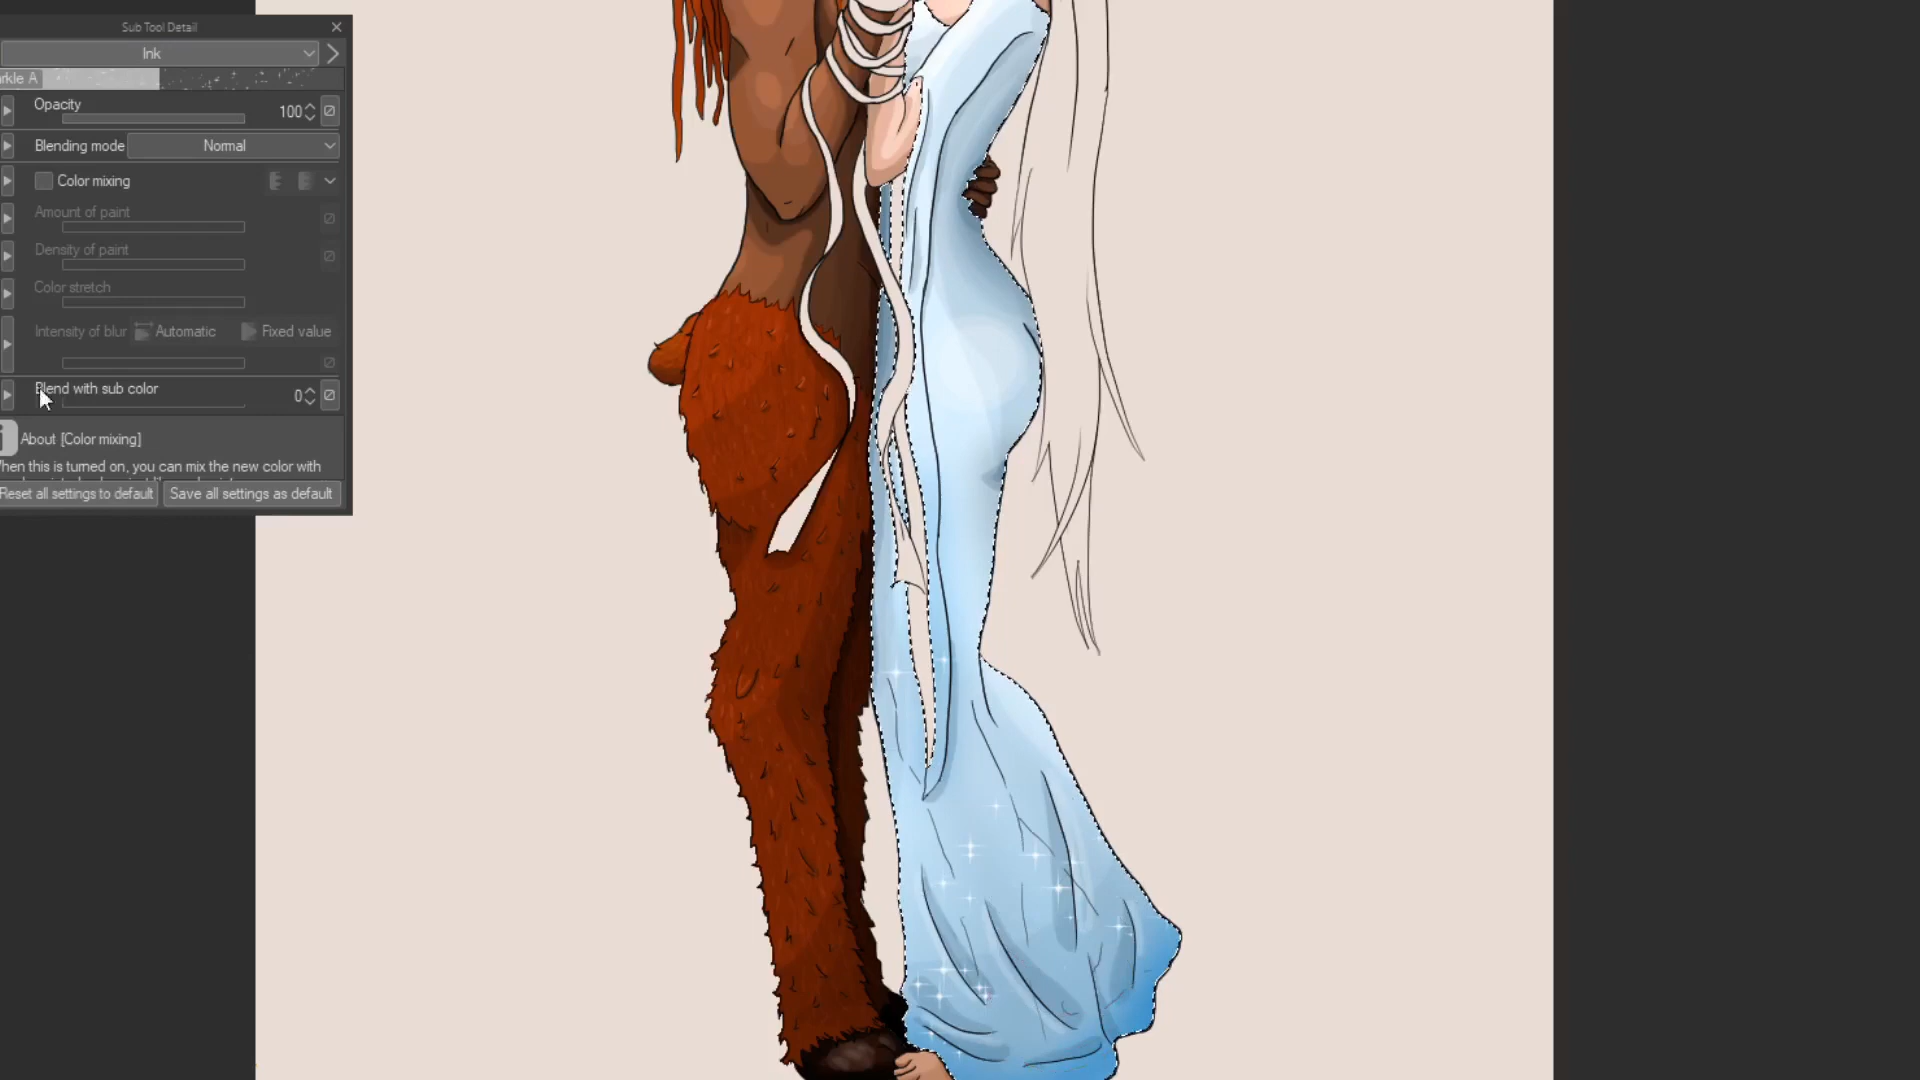 Sub Tool Detail
Ink
rkle A
Opacity
100
Blending mode Normal
Color mixing
Amount of paint
Density of paint
Color stretch
Intensity of blur Automatic Fixed value
Blend with sub color
0
About [Color mixing]
hen this is turned on, you can mix the new color with
Reset all settings to default Save all settings as default